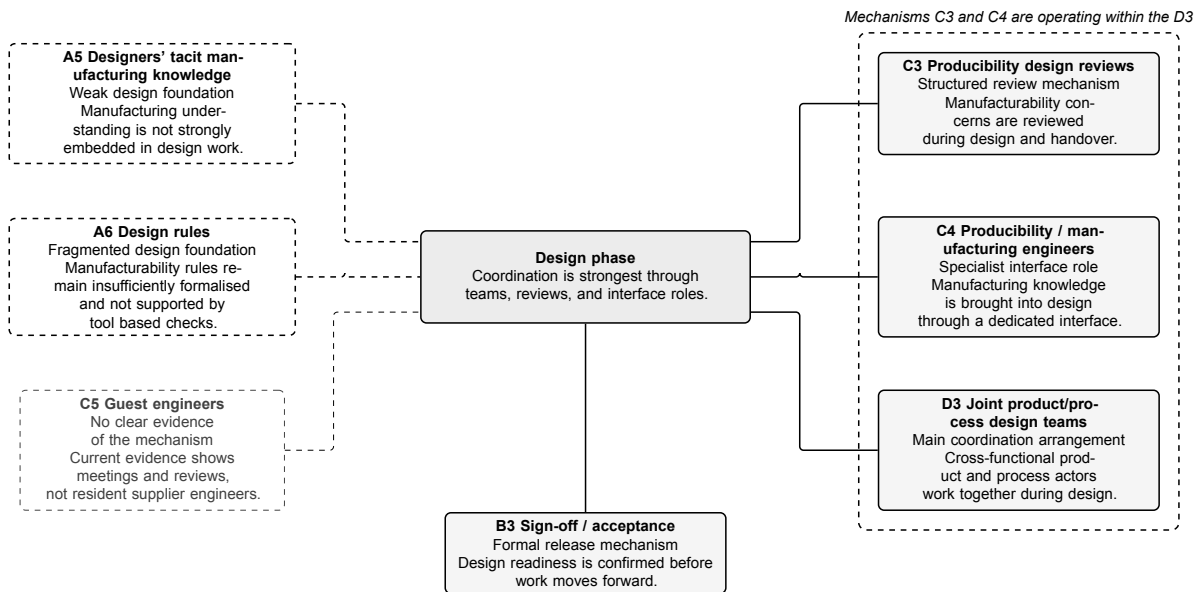 Mechanisms C3 and C4 are operating within the D3
A5 Designers’ tacit man-
ufacturing knowledge
Weak design foundation
Manufacturing under-
standing is not strongly
embedded in design work.
A6 Design rules
Fragmented design foundation
Manufacturability rules re-
main insufficiently formalised
and not supported by
tool based checks.
C5 Guest engineers
No clear evidence
of the mechanism
Current evidence shows
meetings and reviews,
not resident supplier engineers.
Design phase
Coordination is strongest through
teams, reviews, and interface roles.
B3 Sign-off / acceptance
Formal release mechanism
Design readiness is confirmed before
work moves forward.
C3 Producibility design reviews
Structured review mechanism
Manufacturability con-
cerns are reviewed
during design and handover.
C4 Producibility / man-
ufacturing engineers
Specialist interface role
Manufacturing knowledge
is brought into design
through a dedicated interface.
D3 Joint product/pro-
cess design teams
Main coordination arrangement
Cross-functional prod-
uct and process actors
work together during design.